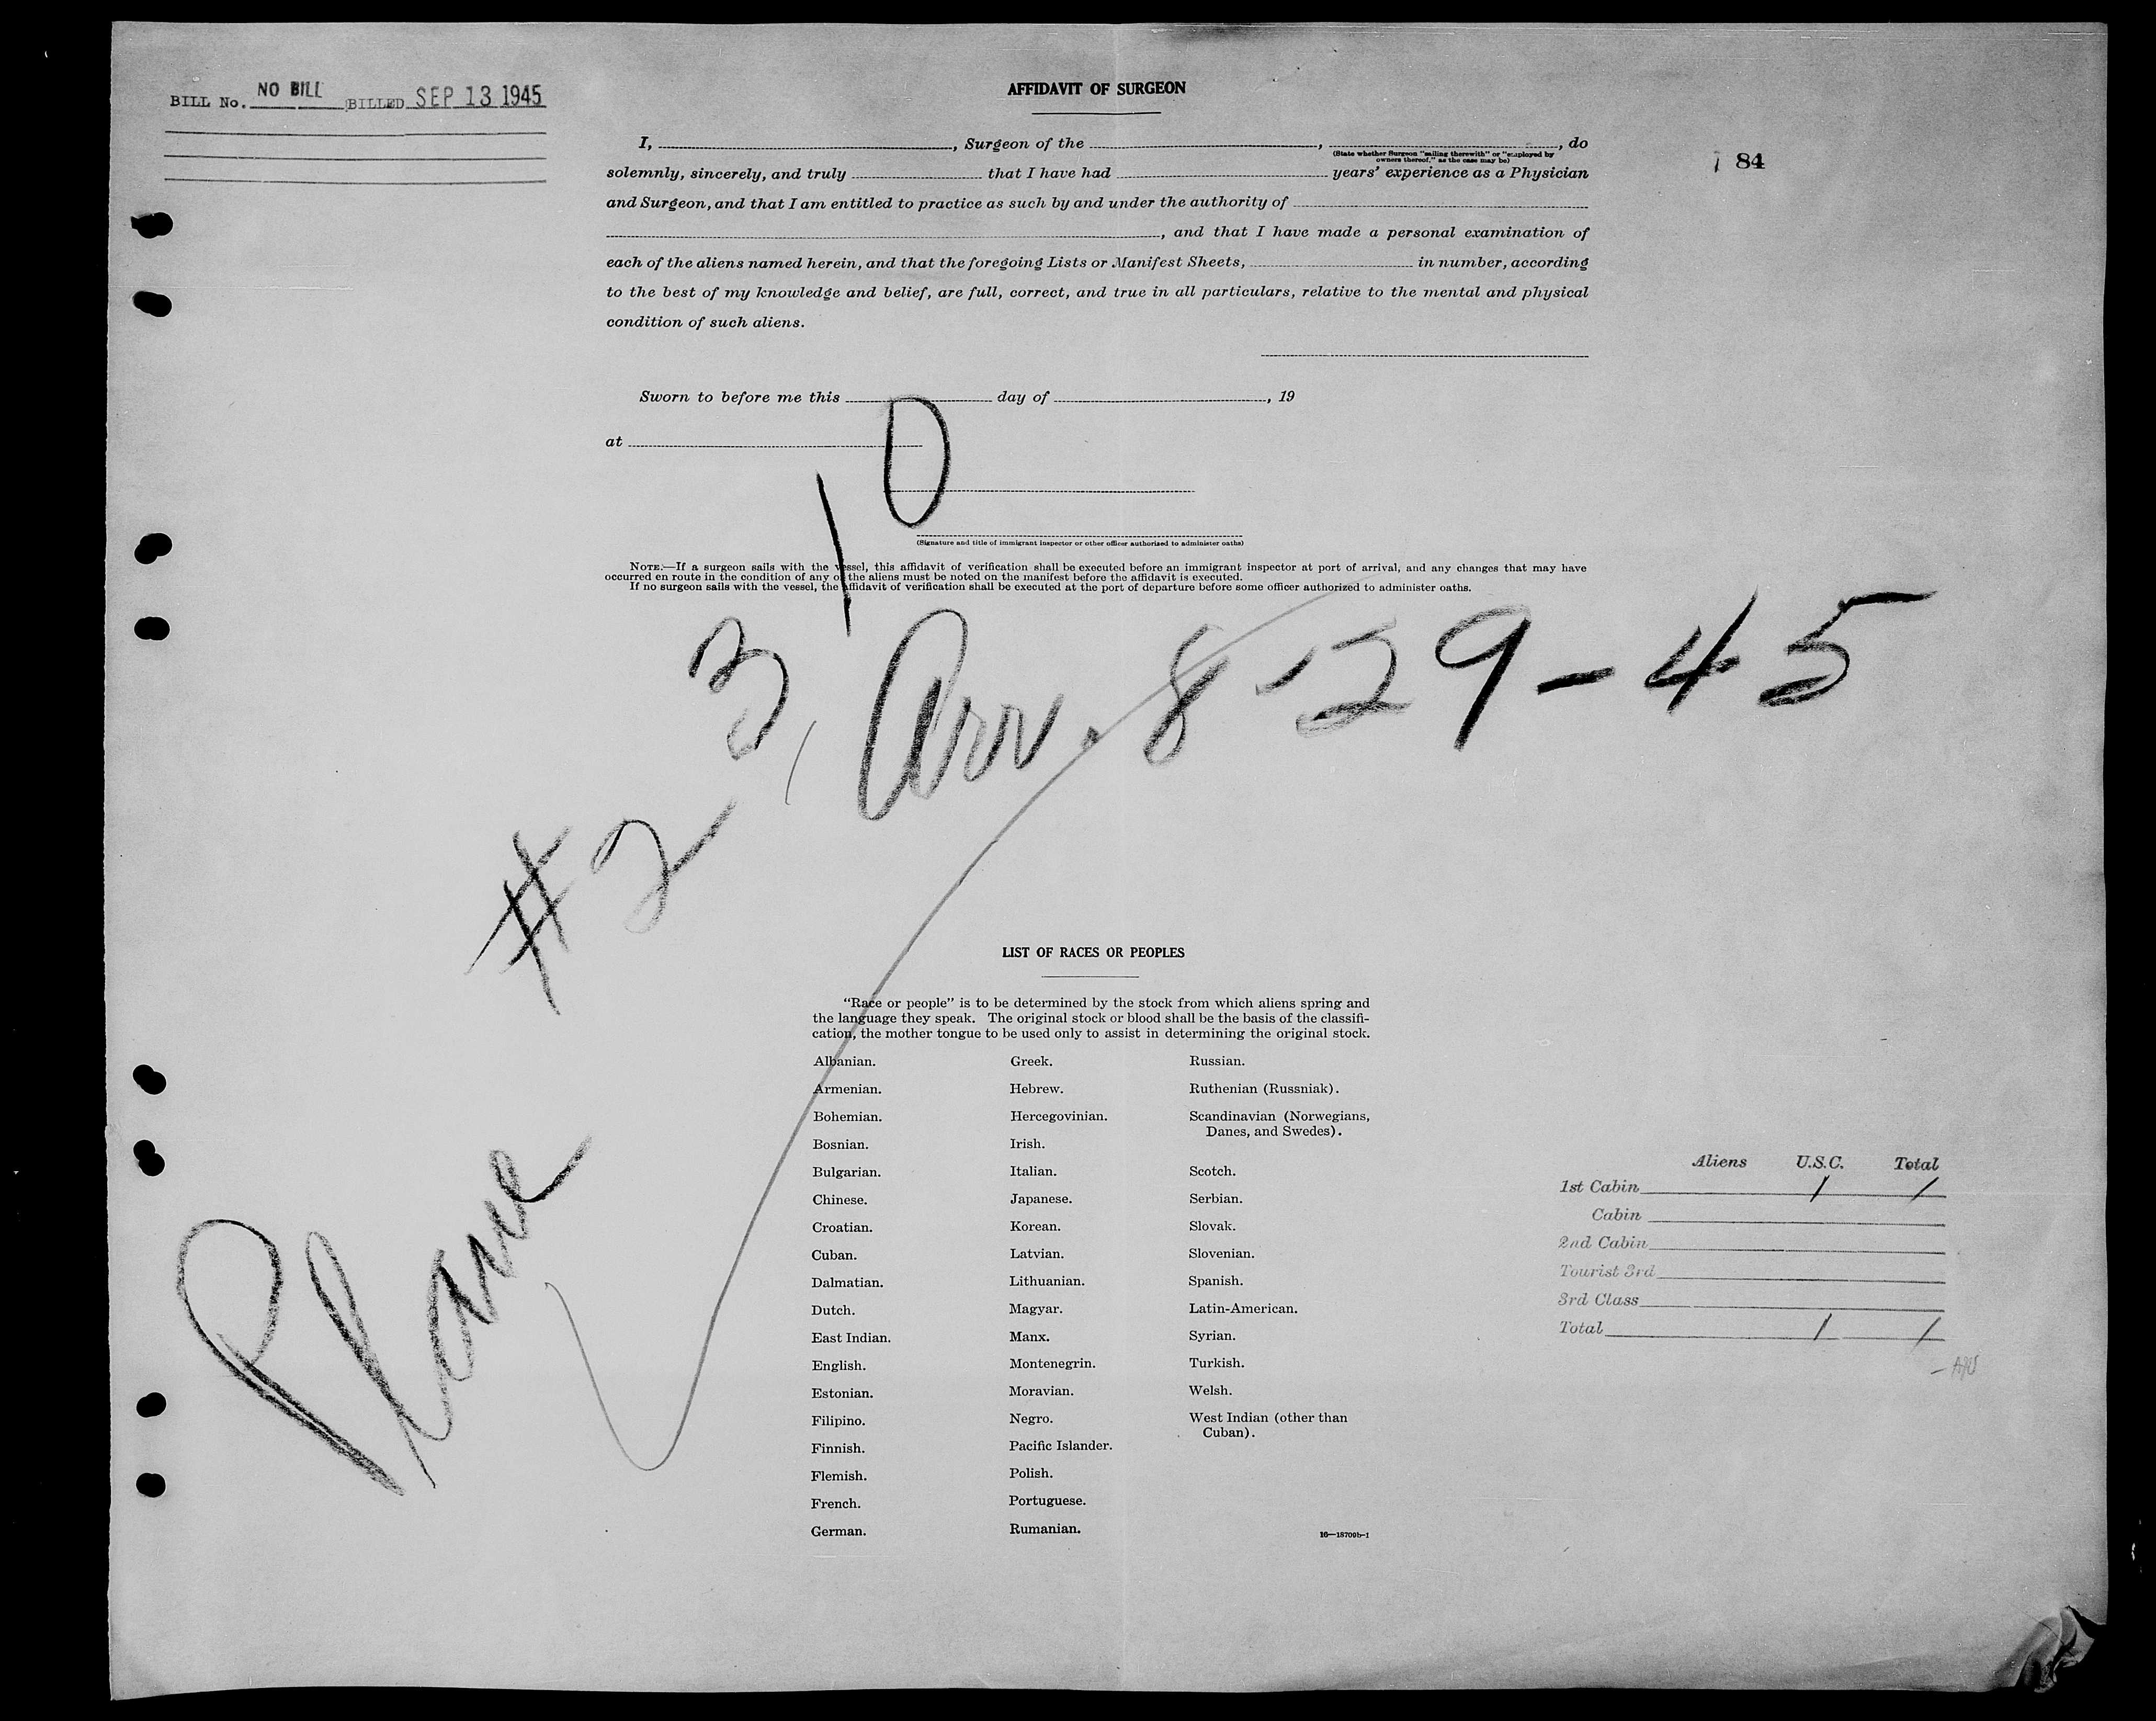 BILL No. NO BILL BILLED SEP 13 1945
AFFIDAVIT OF SURGEON
84
I, , Surgeon of the , , do
(State whether Surgeon "sailing therewith" or "employed by
owners thereof," as the case may be)
solemnly, sincerely, and truly that I have had years' experience as a Physician
and Surgeon, and that I am entitled to practice as such by and under the authority of
, and that I have made a personal examination of
each of the aliens named herein, and that the foregoing Lists or Manifest Sheets, in number, according
to the best of my knowledge and belief, are full, correct, and true in all particulars, relative to the mental and physical
condition of such aliens.
Sworn to before me this day of , 19
at
(Signature and title of immigrant inspector or other officer authorized to administer oaths)
NOTE.—If a surgeon sails with the vessel, this affidavit of verification shall be executed before an immigrant inspector at port of arrival, and any changes that may have
occurred en route in the condition of any of the aliens must be noted on the manifest before the affidavit is executed.
If no surgeon sails with the vessel, the affidavit of verification shall be executed at the port of departure before some officer authorized to administer oaths.
Plane #23,10
Arr. 8-29-45
LIST OF RACES OR PEOPLES
"Race or people" is to be determined by the stock from which aliens spring and
the language they speak. The original stock or blood shall be the basis of the classifi-
cation, the mother tongue to be used only to assist in determining the original stock.
Albanian.
Armenian.
Bohemian.
Bosnian.
Bulgarian.
Chinese.
Croatian.
Cuban.
Dalmatian.
Dutch.
East Indian.
English.
Estonian.
Filipino.
Finnish.
Flemish.
French.
German.
Greek.
Hebrew.
Hercegovinian.
Irish.
Italian.
Japanese.
Korean.
Latvian.
Lithuanian.
Magyar.
Manx.
Montenegrin.
Moravian.
Negro.
Pacific Islander.
Polish.
Portuguese.
Rumanian.
Russian.
Ruthenian (Russniak).
Scandinavian (Norwegians,
Danes, and Swedes).
Scotch.
Serbian.
Slovak.
Slovenian.
Spanish.
Latin-American.
Syrian.
Turkish.
Welsh.
West Indian (other than
Cuban).
16—18709b-1
Aliens U.S.C. Total
1st Cabin 1 1
Cabin
2nd Cabin
Tourist 3rd
3rd Class
Total 1 1